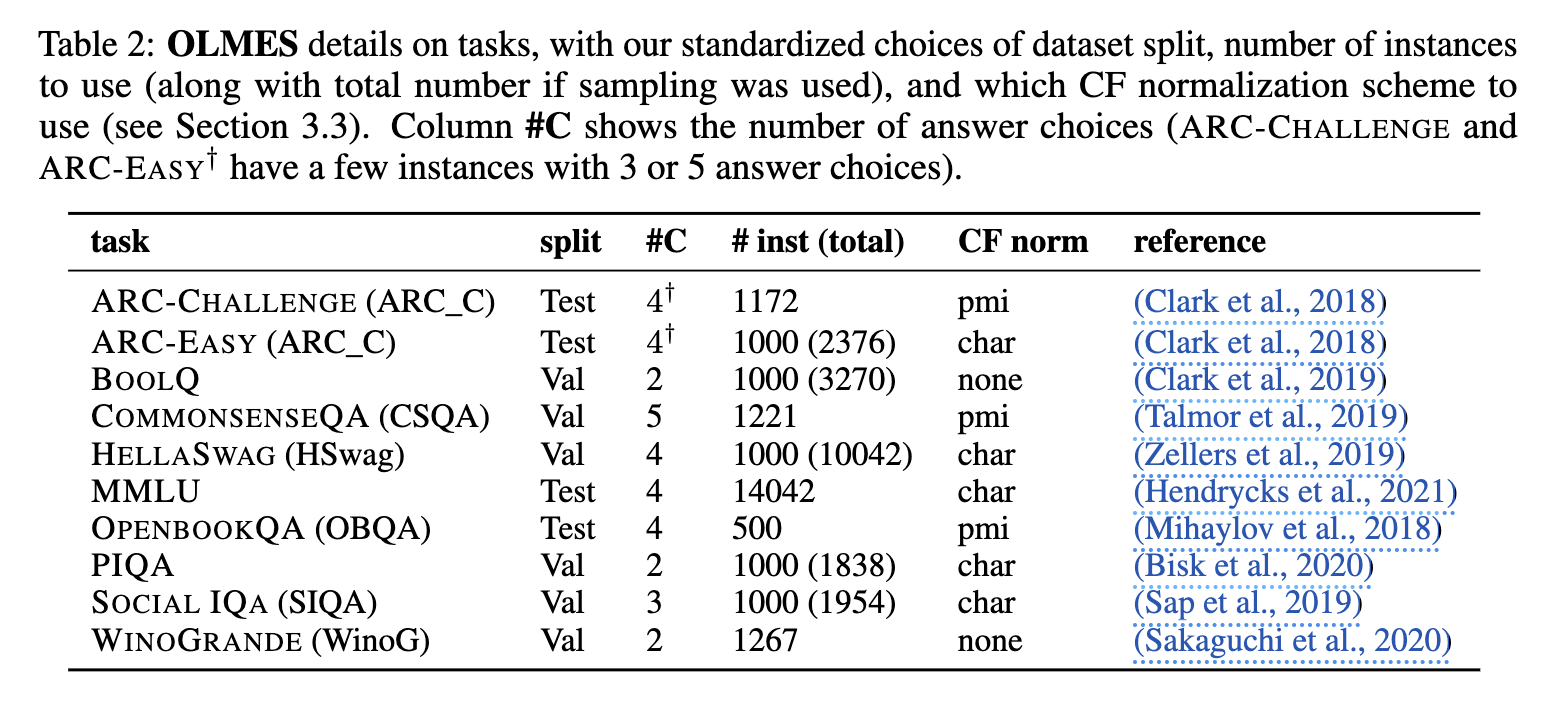 Table 2: OLMES details on tasks, with our standardized choices of dataset split, number of instances
to use (along with total number if sampling was used), and which CF normalization scheme to
use (see Section 3.3). Column #C shows the number of answer choices (ARC-CHALLENGE and
ARC-EASY† have a few instances with 3 or 5 answer choices).
task split #C # inst (total) CF norm reference
ARC-CHALLENGE (ARC_C) Test 4† 1172 pmi (Clark et al., 2018)
ARC-EASY (ARC_C) Test 4† 1000 (2376) char (Clark et al., 2018)
BOOLQ Val 2 1000 (3270) none (Clark et al., 2019)
COMMONSENSEQA (CSQA) Val 5 1221 pmi (Talmor et al., 2019)
HELLASWAG (HSwag) Val 4 1000 (10042) char (Zellers et al., 2019)
MMLU Test 4 14042 char (Hendrycks et al., 2021)
OPENBOOKQA (OBQA) Test 4 500 pmi (Mihaylov et al., 2018)
PIQA Val 2 1000 (1838) char (Bisk et al., 2020)
SOCIAL IQA (SIQA) Val 3 1000 (1954) char (Sap et al., 2019)
WINOGRANDE (WinoG) Val 2 1267 none (Sakaguchi et al., 2020)